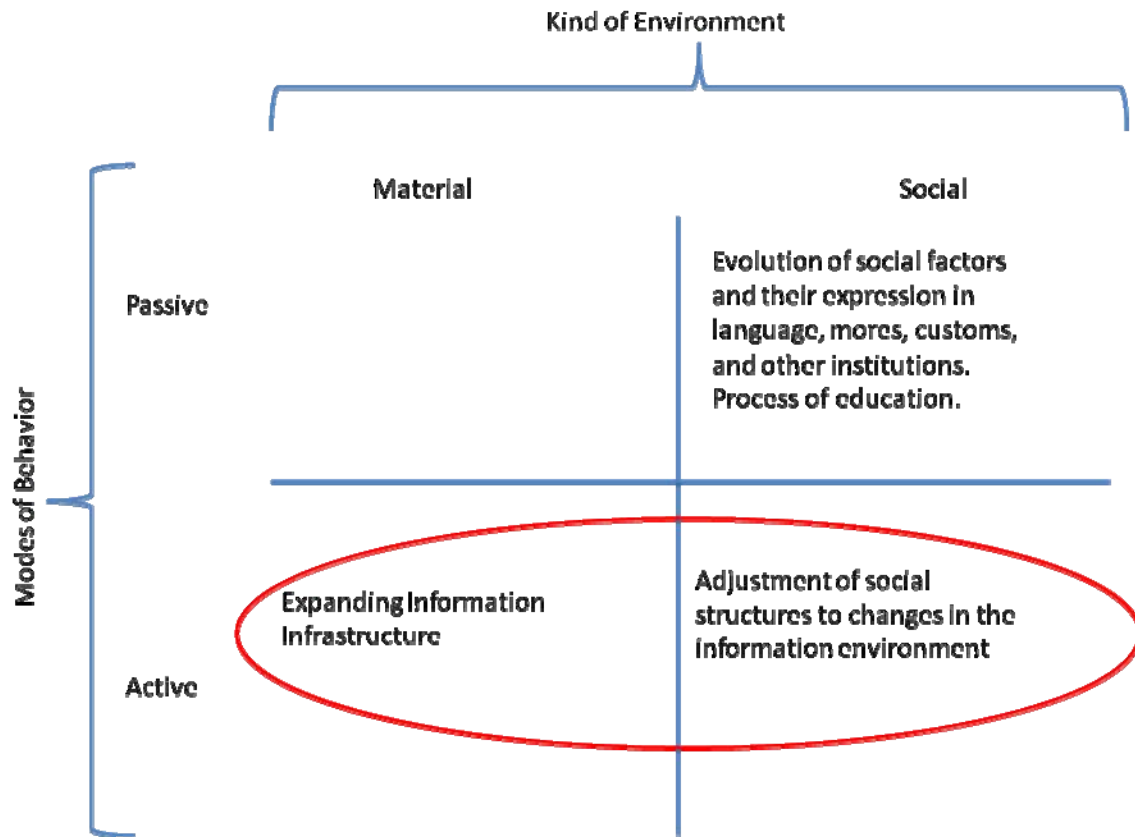 Kind of Environment
Material
Social
Modes of Behavior
Passive
Evolution of social factors
and their expression in
language, mores, customs,
and other institutions.
Process of education.
Active
Expanding Information
Infrastructure
Adjustment of social
structures to changes in the
information environment